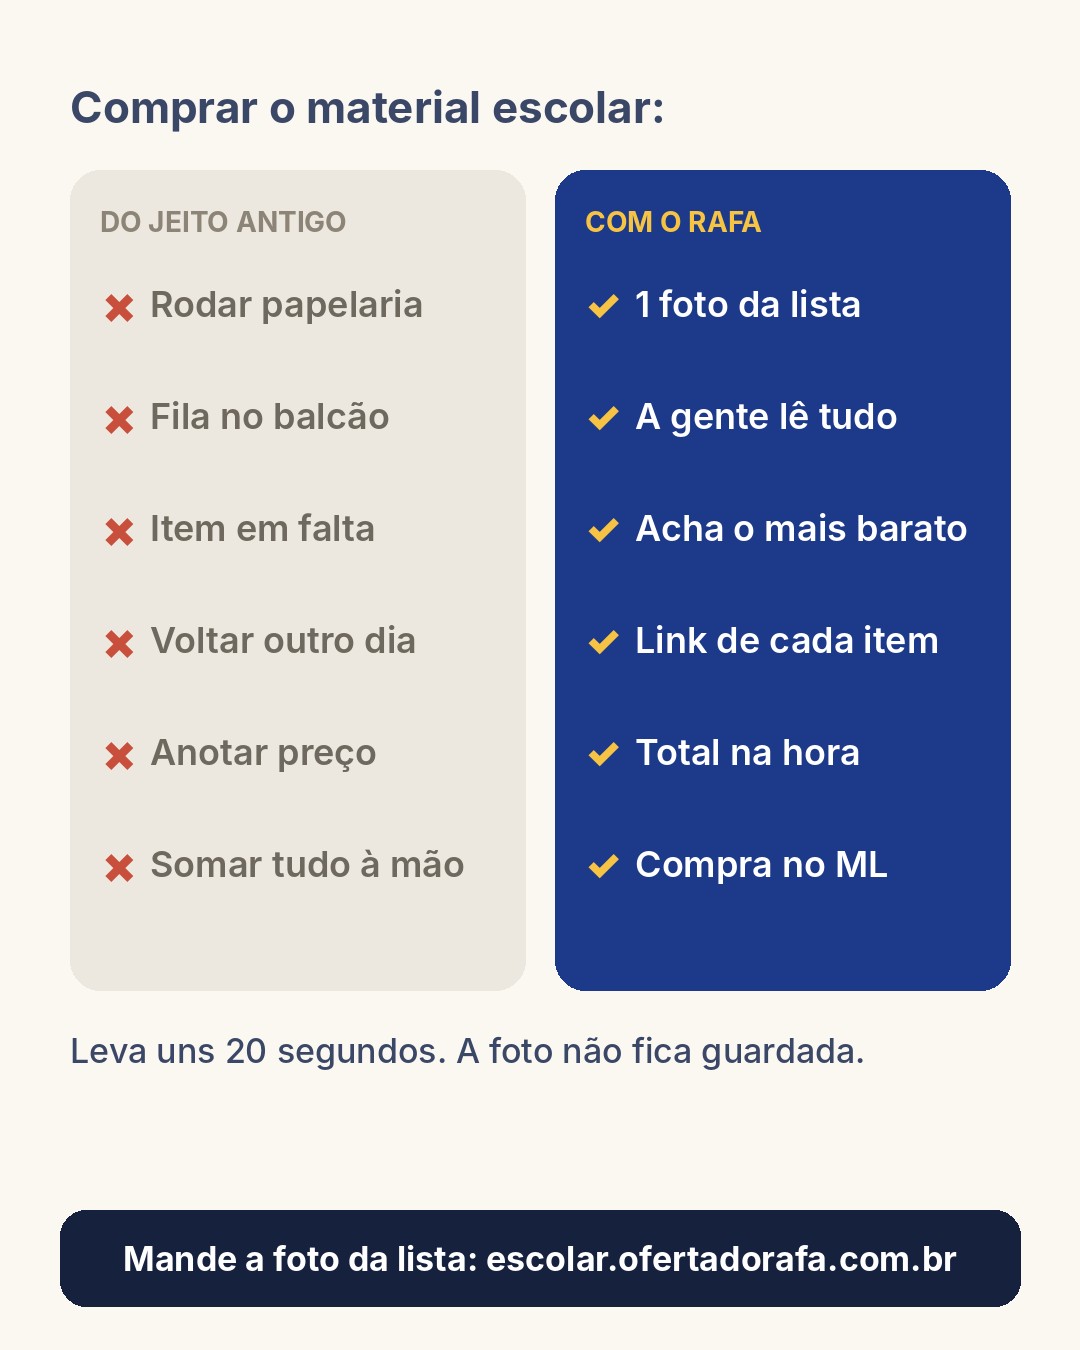 Comprar o material escolar:
DO JEITO ANTIGO
Rodar papelaria
Fila no balcão
Item em falta
Voltar outro dia
Anotar preço
Somar tudo à mão
COM O RAFA
1 foto da lista
A gente lê tudo
Acha o mais barato
Link de cada item
Total na hora
Compra no ML
Leva uns 20 segundos. A foto não fica guardada.
Mande a foto da lista: escolar.ofertadorafa.com.br